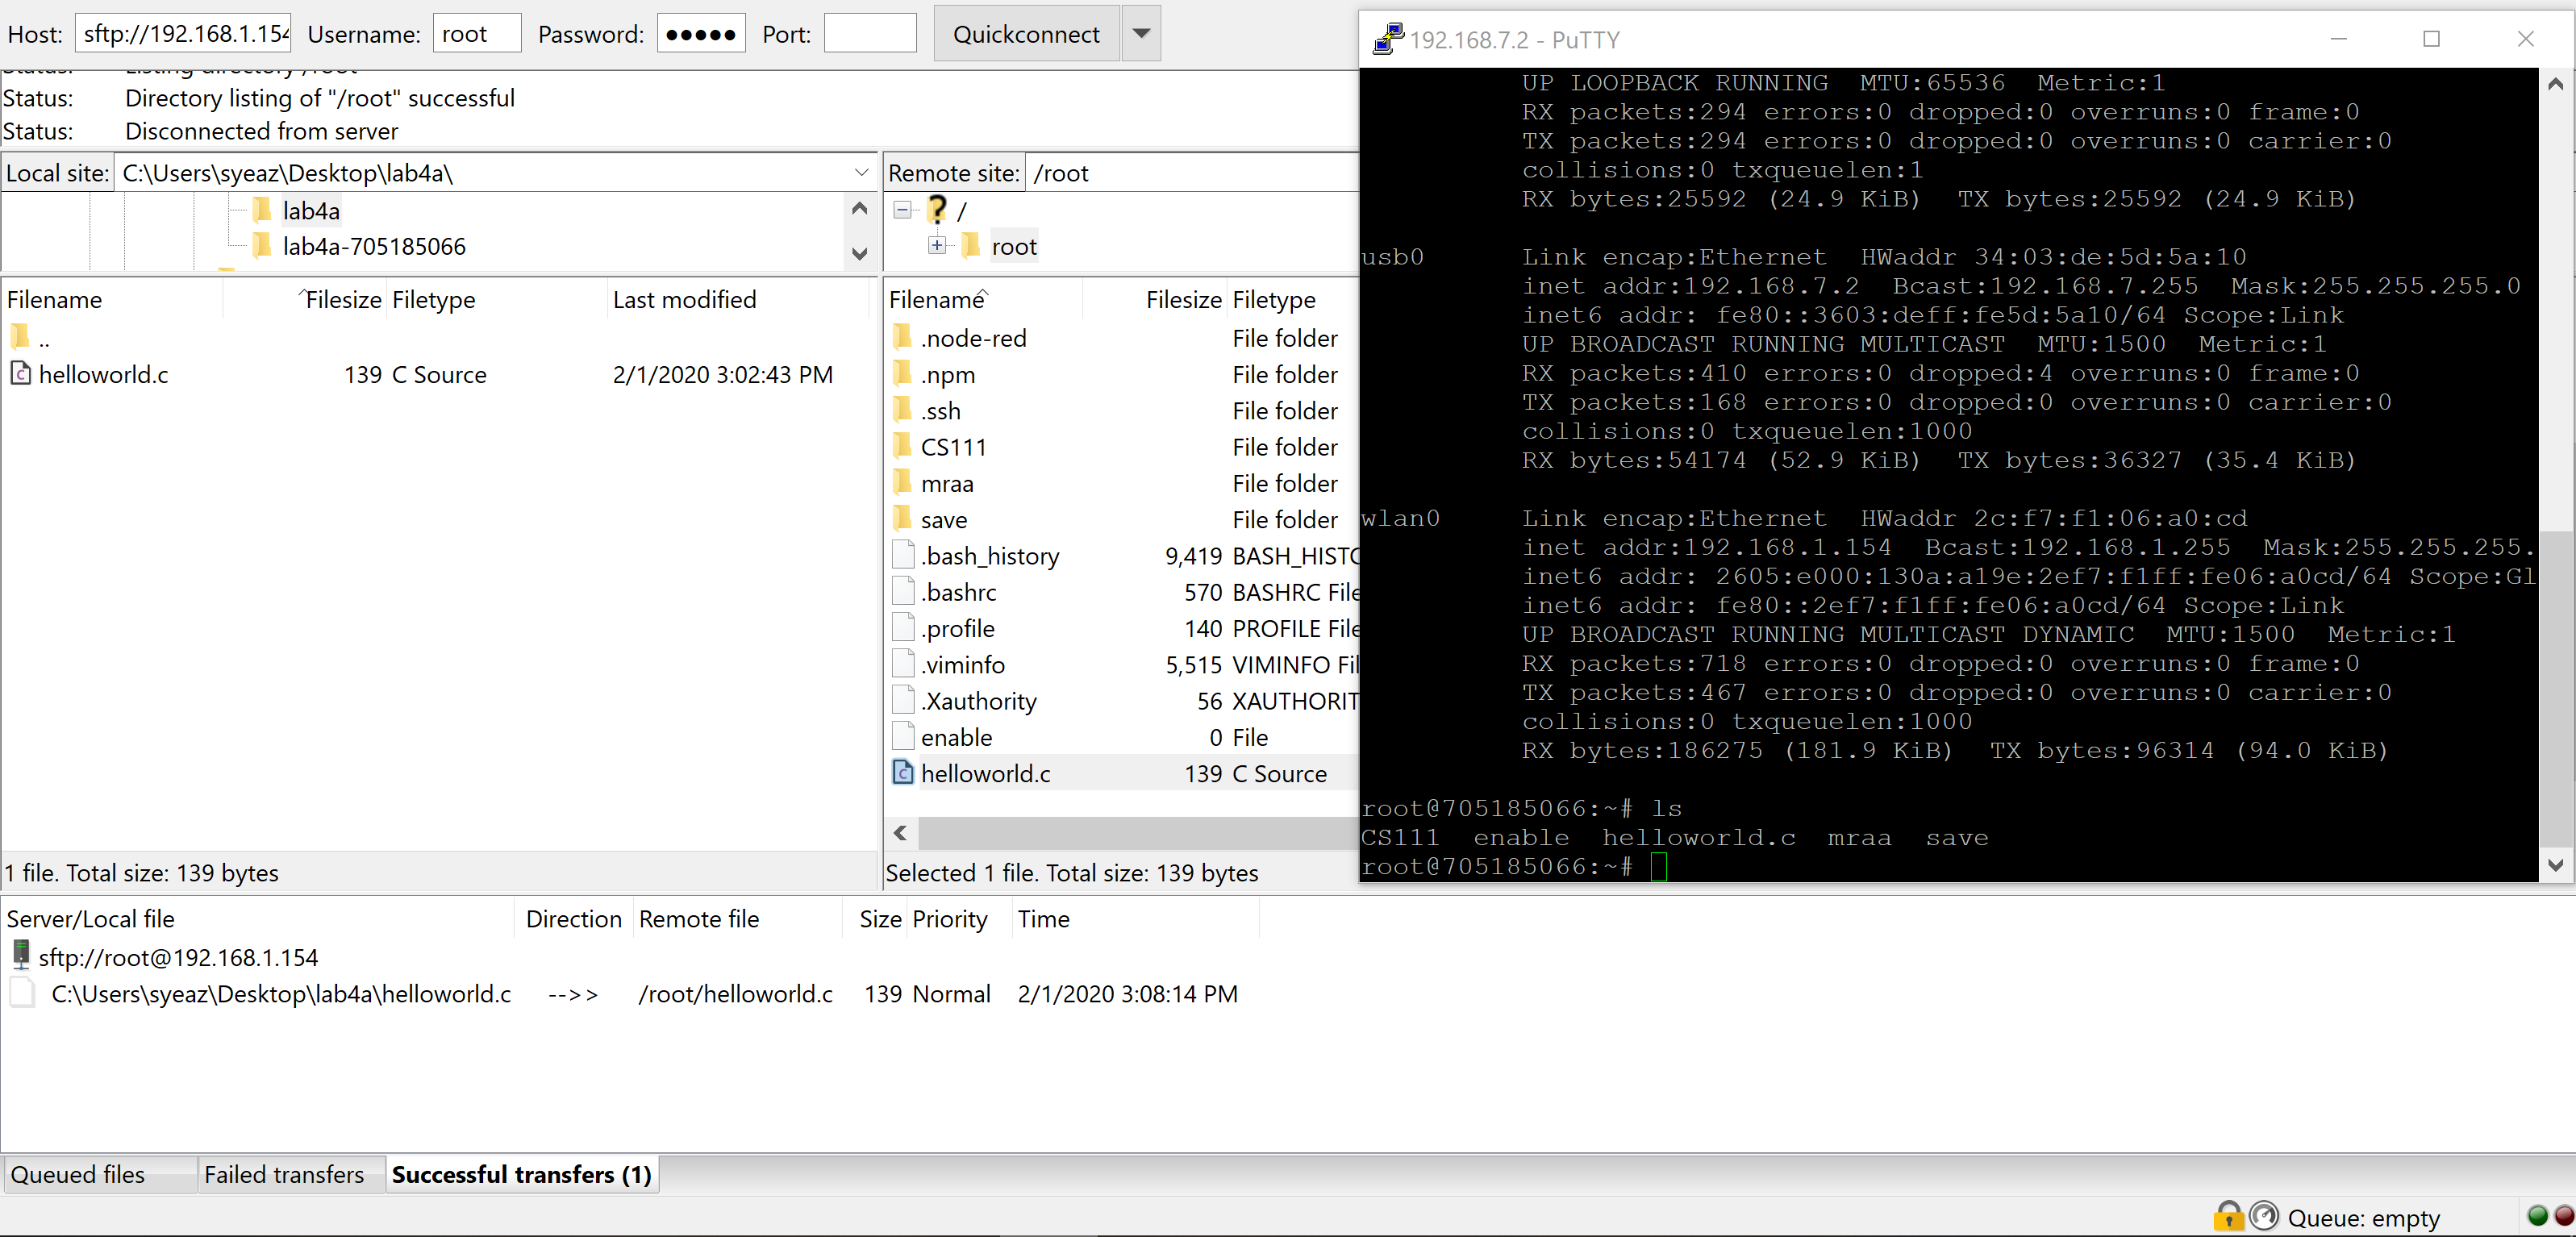 Host: sftp://192.168.1.154 Username: root Password: ●●●●● Port: Quickconnect
Status: Listing directory /root
Status: Directory listing of "/root" successful
Status: Disconnected from server
Local site: C:\Users\syeaz\Desktop\lab4a\
lab4a
lab4a-705185066
Filename Filesize Filetype Last modified
..
helloworld.c 139 C Source 2/1/2020 3:02:43 PM
1 file. Total size: 139 bytes
Remote site: /root
? /
root
Filename Filesize Filetype
.node-red File folder
.npm File folder
.ssh File folder
CS111 File folder
mraa File folder
save File folder
.bash_history 9,419 BASH_HISTO
.bashrc 570 BASHRC File
.profile 140 PROFILE File
.viminfo 5,515 VIMINFO Fil
.Xauthority 56 XAUTHORIT
enable 0 File
helloworld.c 139 C Source
Selected 1 file. Total size: 139 bytes
192.168.7.2 - PuTTY
UP LOOPBACK RUNNING MTU:65536 Metric:1
RX packets:294 errors:0 dropped:0 overruns:0 frame:0
TX packets:294 errors:0 dropped:0 overruns:0 carrier:0
collisions:0 txqueuelen:1
RX bytes:25592 (24.9 KiB) TX bytes:25592 (24.9 KiB)
usb0 Link encap:Ethernet HWaddr 34:03:de:5d:5a:10
inet addr:192.168.7.2 Bcast:192.168.7.255 Mask:255.255.255.0
inet6 addr: fe80::3603:deff:fe5d:5a10/64 Scope:Link
UP BROADCAST RUNNING MULTICAST MTU:1500 Metric:1
RX packets:410 errors:0 dropped:4 overruns:0 frame:0
TX packets:168 errors:0 dropped:0 overruns:0 carrier:0
collisions:0 txqueuelen:1000
RX bytes:54174 (52.9 KiB) TX bytes:36327 (35.4 KiB)
wlan0 Link encap:Ethernet HWaddr 2c:f7:f1:06:a0:cd
inet addr:192.168.1.154 Bcast:192.168.1.255 Mask:255.255.255.
inet6 addr: 2605:e000:130a:a19e:2ef7:f1ff:fe06:a0cd/64 Scope:Gl
inet6 addr: fe80::2ef7:f1ff:fe06:a0cd/64 Scope:Link
UP BROADCAST RUNNING MULTICAST DYNAMIC MTU:1500 Metric:1
RX packets:718 errors:0 dropped:0 overruns:0 frame:0
TX packets:467 errors:0 dropped:0 overruns:0 carrier:0
collisions:0 txqueuelen:1000
RX bytes:186275 (181.9 KiB) TX bytes:96314 (94.0 KiB)
root@705185066:~# ls
CS111 enable helloworld.c mraa save
root@705185066:~#
Server/Local file Direction Remote file Size Priority Time
sftp://root@192.168.1.154
C:\Users\syeaz\Desktop\lab4a\helloworld.c -->> /root/helloworld.c 139 Normal 2/1/2020 3:08:14 PM
Queued files Failed transfers Successful transfers (1)
Queue: empty